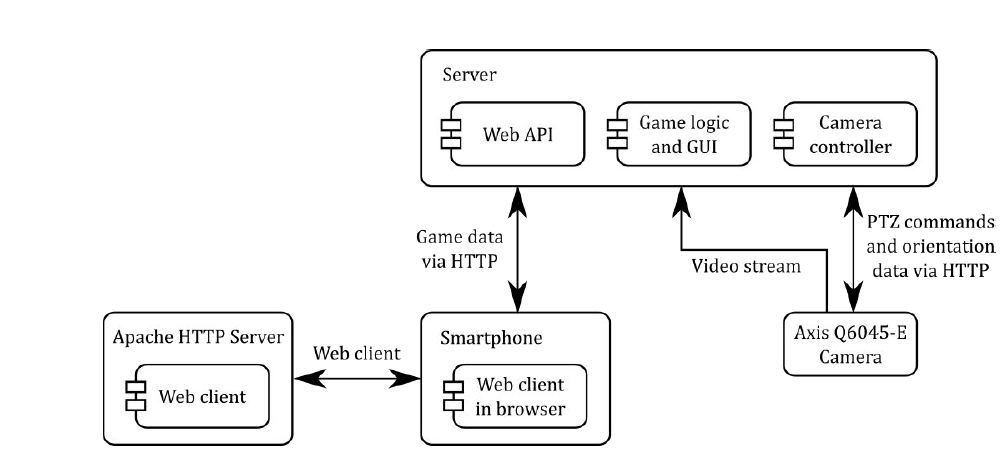 Server
Web API
Game logic
and GUI
Camera
controller
Game data
via HTTP
Video stream
PTZ commands
and orientation
data via HTTP
Apache HTTP Server
Web client
Web client
Smartphone
Web client
in browser
Axis Q6045-E
Camera